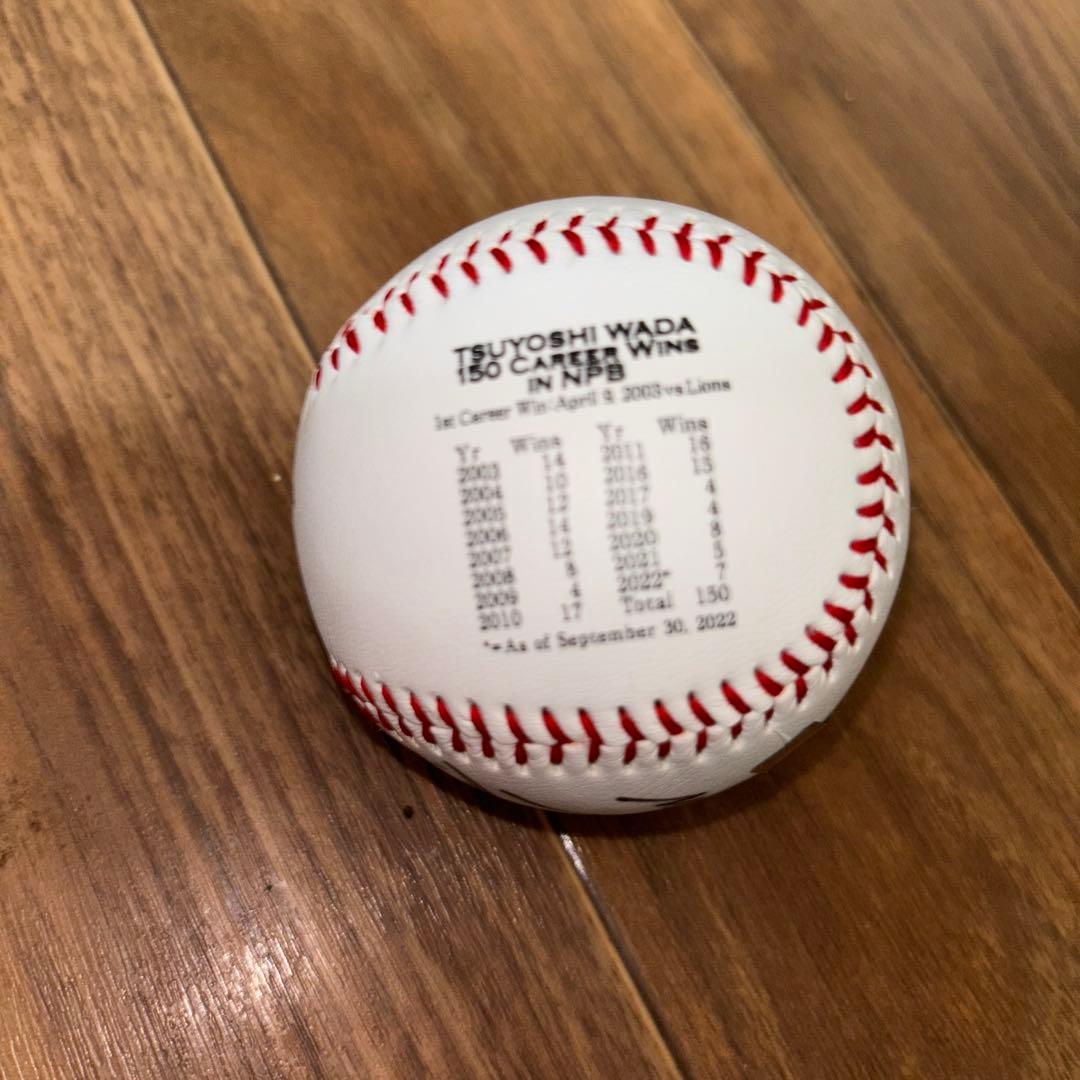 TSUYOSHI WADA
150 CAREER WINS
IN NPB
1st Career Win: April 9, 2003 vs Lions
Yr Wins Yr Wins
2003 14 2011 16
2004 10 2016 15
2005 12 2017 4
2006 14 2019 4
2007 12 2020 8
2008 8 2021 5
2009 4 2022* 7
2010 17 Total 150
*-As of September 30, 2022